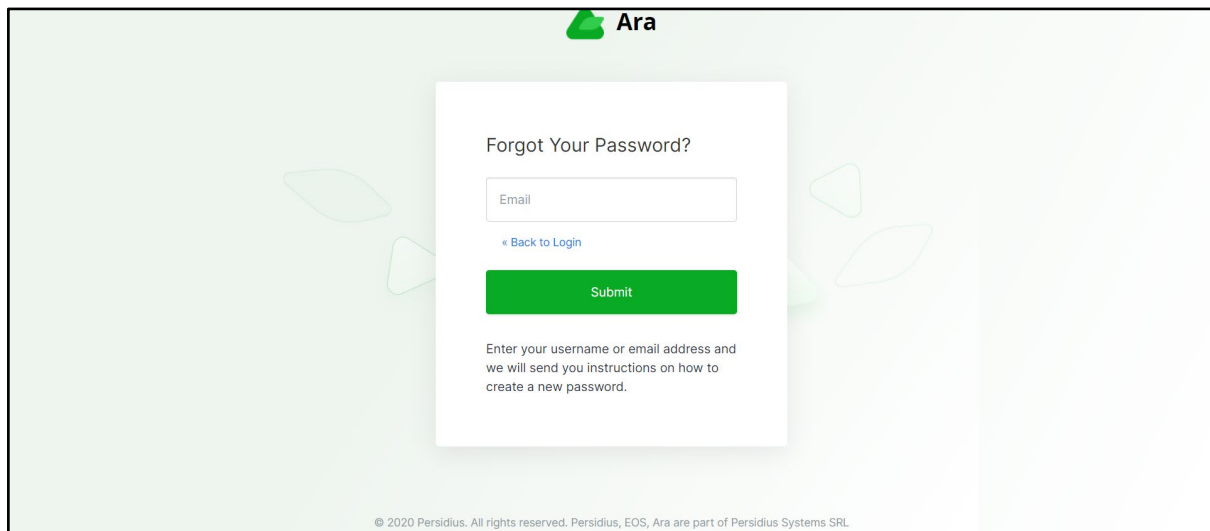 Ara
Forgot Your Password?
Email
« Back to Login
Submit
Enter your username or email address and
we will send you instructions on how to
create a new password.
© 2020 Persidius. All rights reserved. Persidius, EOS, Ara are part of Persidius Systems SRL